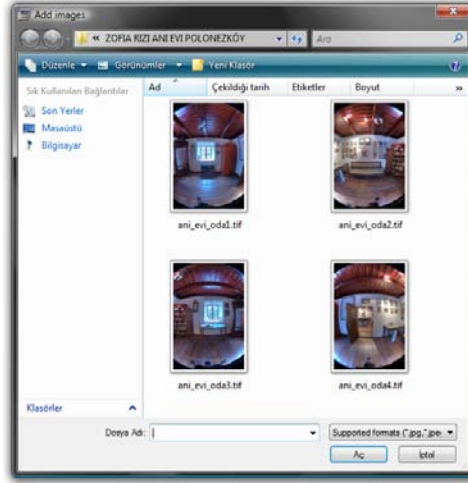 Add images
« ZOFIA RIZI ANI EVI POLONEZKÖY
Ara
Düzenle Görünümler Yeni Klasör
Sık Kullanılan Bağlantılar
Ad Çekildiği tarih Etiketler Boyut »
Son Yerler
Masaüstü
Bilgisayar
ani_evi_oda1.tif ani_evi_oda2.tif
ani_evi_oda3.tif ani_evi_oda4.tif
Klasörler
Dosya Adı:
Supported formats (*.jpg,*.jpe
Aç İptal